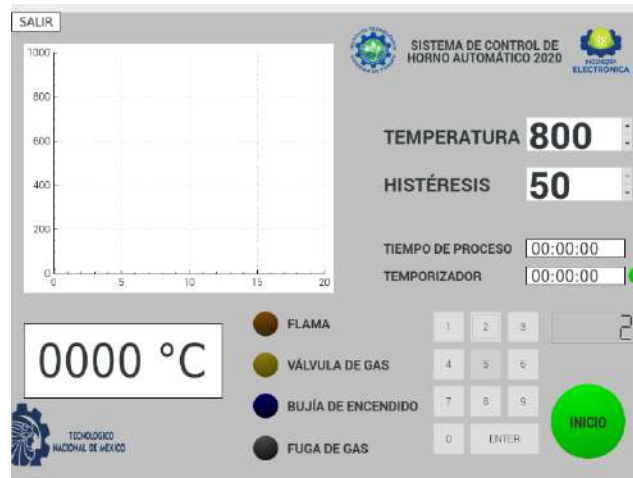 SALIR
SISTEMA DE CONTROL DE
HORNO AUTOMÁTICO 2020
INGENIERÍA
ELECTRONICA
1000
800
600
400
200
0
0 5 10 15 20
TEMPERATURA 800
HISTÉRESIS 50
TIEMPO DE PROCESO 00:00:00
TEMPORIZADOR 00:00:00
0000 °C
FLAMA
VÁLVULA DE GAS
BUJÍA DE ENCENDIDO
FUGA DE GAS
1 2 3
4 5 6
7 8 9
0 ENTER
2
INICIO
TECNOLÓGICO
NACIONAL DE MÉXICO